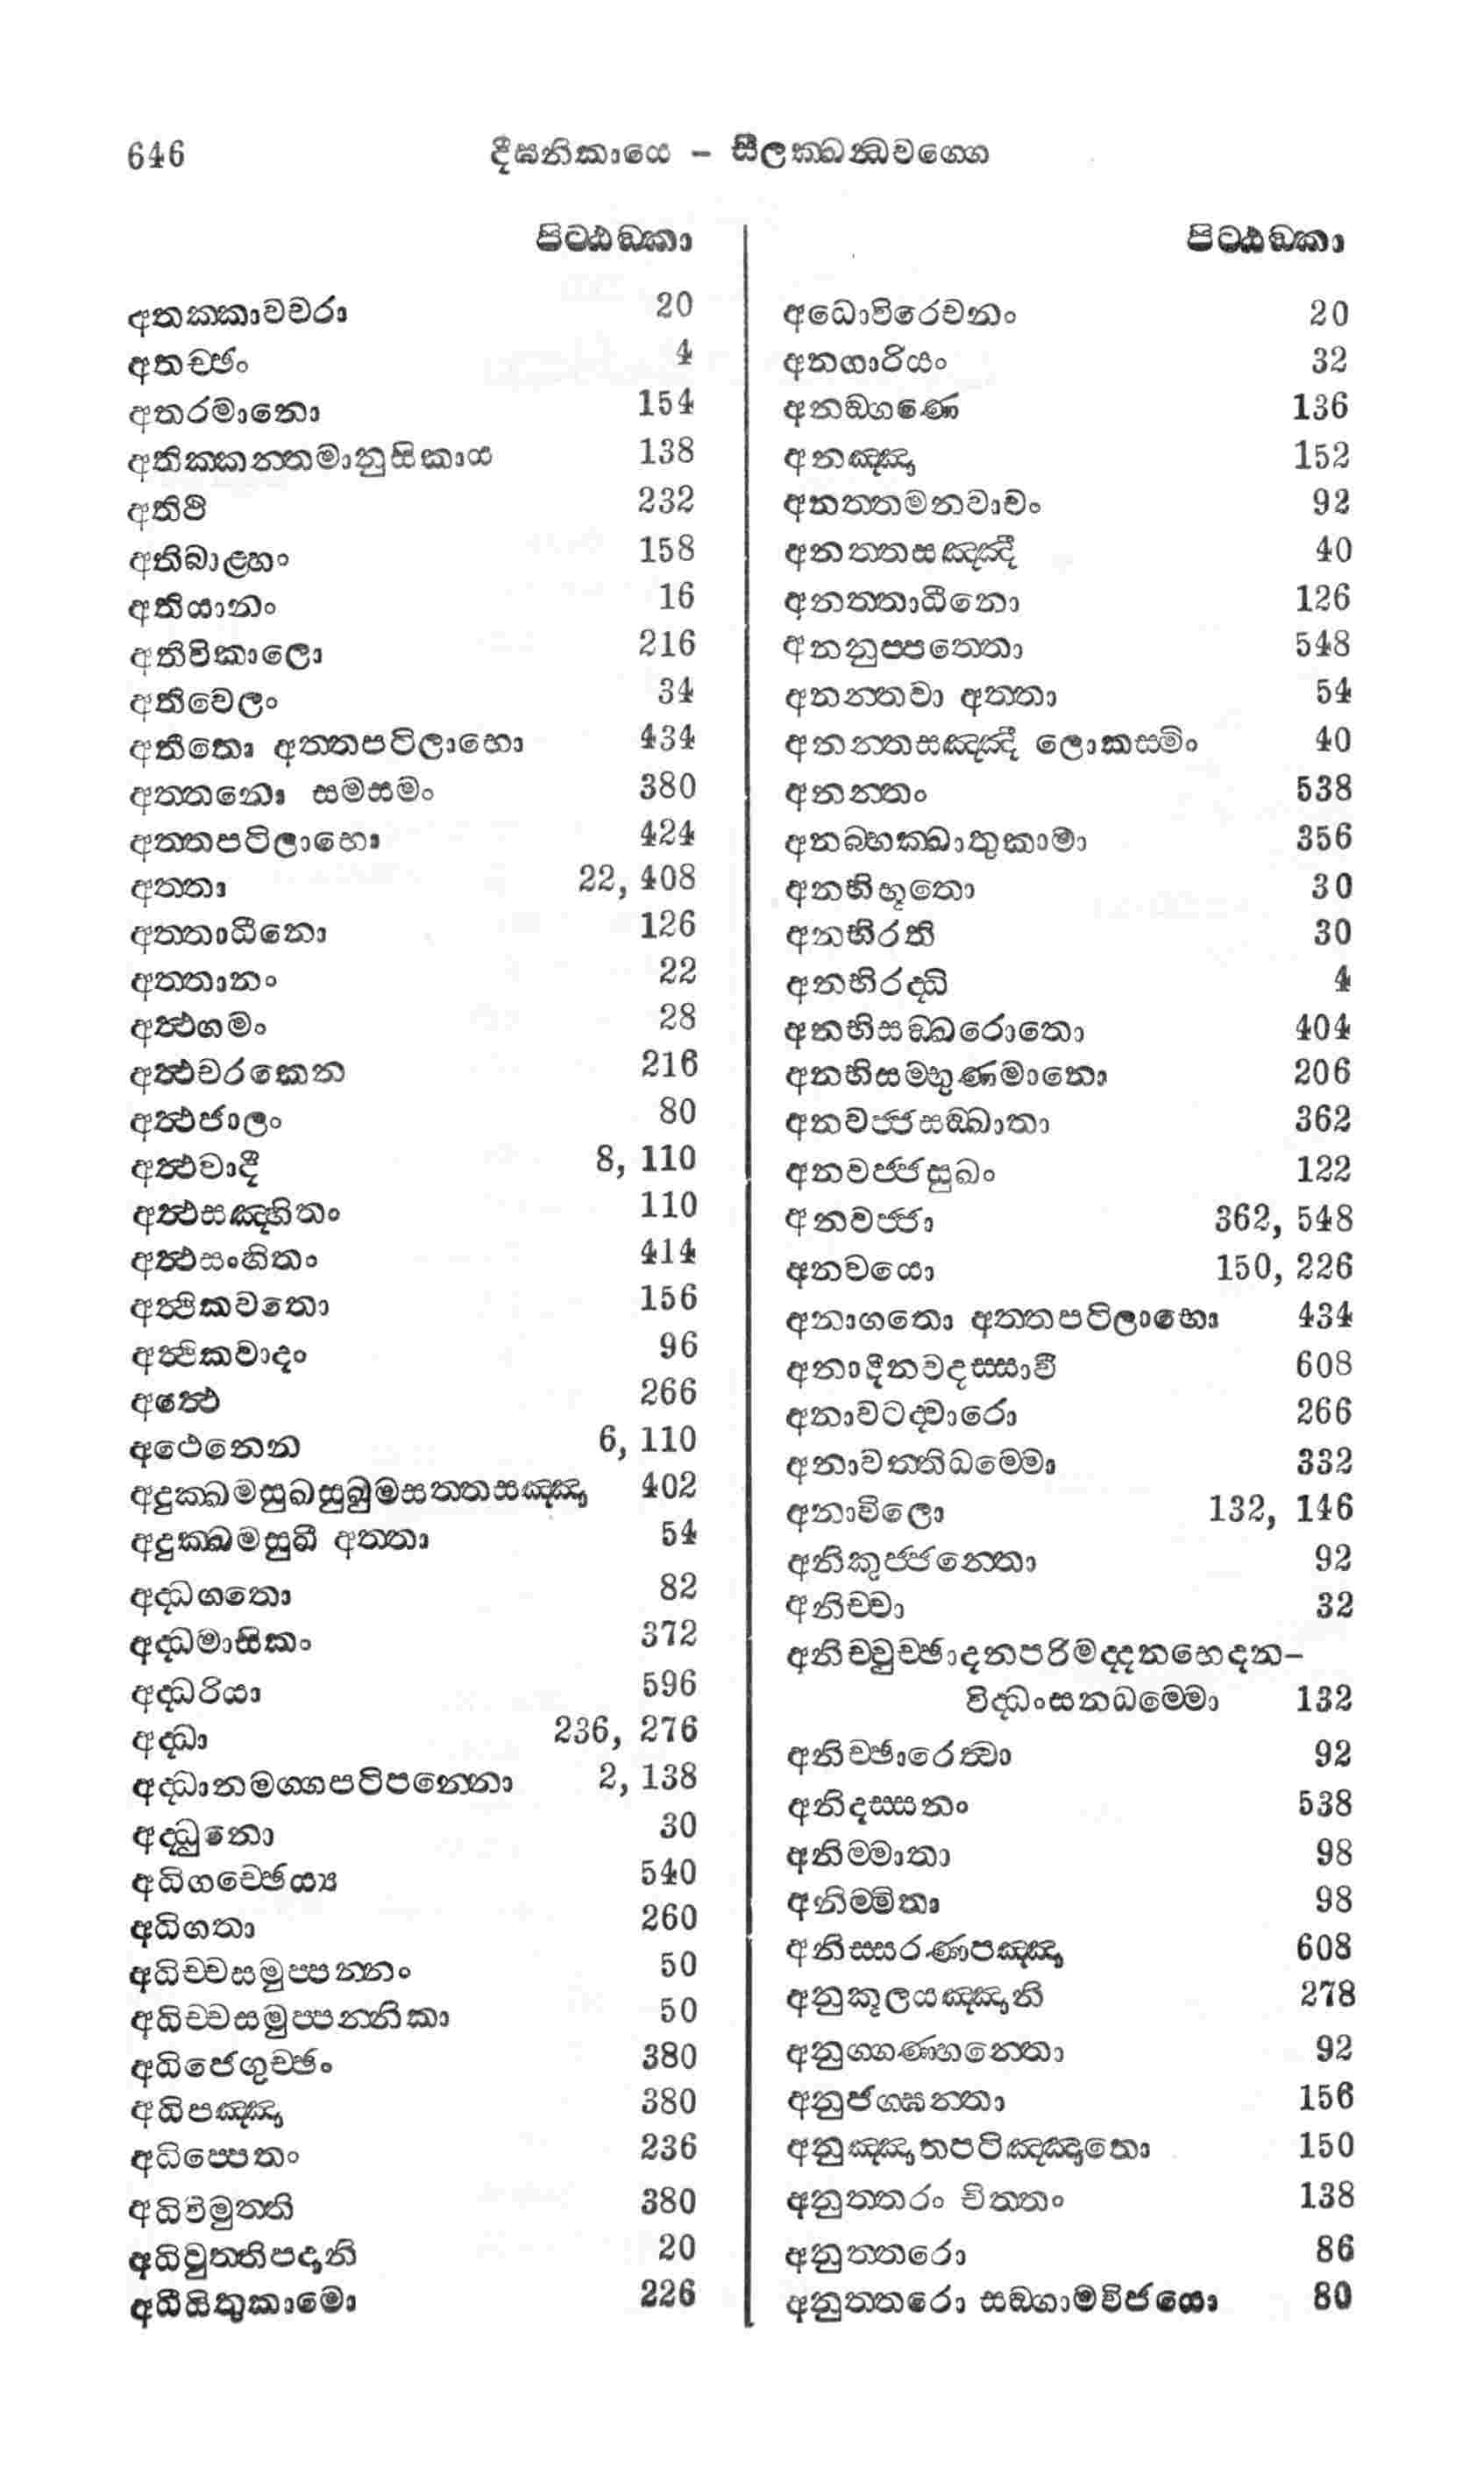 646 දීඝනිකායෙ – සීලක්ඛන්ධවග්ගෙ
පිට්ඨඞ්කා
අතක්කාවචරා 20
අතච්ඡං 4
අතරමානො 154
අතික්කන්තමානුසිකාය 138
අතිපි 232
අතිබාළ්හං 158
අතියානං 16
අතිවිකාලො 216
අතිවේලං 34
අතීතො අත්තපටිලාභො 434
අත්තනො සමසමං 380
අත්තපටිලාභො 424
අත්තා 22, 408
අත්තාධීනො 126
අත්තානං 22
අත්ථගමං 28
අත්ථචරකෙන 216
අත්ථජාලං 80
අත්ථවාදී 8, 110
අත්ථසඤ්හිතං 110
අත්ථසංහිතං 414
අත්ථිකවතො 156
අත්ථිකවාදං 96
අත්ථෙ 266
අථෙනෙන 6, 110
අදුක්ඛමසුඛසුඛුමසත්තසඤ්ඤා 402
අදුක්ඛමසුඛී අත්තා 54
අද්ධගතො 82
අද්ධමාසිකං 372
අද්ධරියා 596
අද්ධා 236, 276
අද්ධානමග්ගපටිපන්නො 2, 138
අද්ධුනො 30
අධිගච්ඡෙය්‍ය 540
අධිගතා 260
අධිච්චසමුප්පන්නං 50
අධිච්චසමුප්පන්නිකා 50
අධිජෙගුච්ඡං 380
අධිපඤ්ඤා 380
අධිප්පෙතං 236
අධිවිමුත්ති 380
අධිවුත්තිපදානි 20
අධීයිතුකාමො 226
පිට්ඨඞ්කා
අධොවිරෙචනං 20
අනගාරියං 32
අනඞ්ගණෙ 136
අනඤ්ඤ 152
අනත්තමනවාචං 92
අනත්තසඤ්ඤී 40
අනත්තාධීනො 126
අනනුප්පත්තො 548
අනන්තවා අත්තා 54
අනන්තසඤ්ඤී ලොකස්මිං 40
අනන්තං 538
අනබ්භක්ඛාතුකාමා 356
අනභිභූතො 30
අනභිරති 30
අනභිරද්ධි 4
අනභිසඞ්ඛරොතො 404
අනභිසම්භුණමානො 206
අනවජ්ජසඞ්ඛාතා 362
අනවජ්ජසුඛං 122
අනවජ්ජා 362, 548
අනවයො 150, 226
අනාගතො අත්තපටිලාභො 434
අනාදීනවදස්සාවී 608
අනාවටද්වාරො 266
අනාවත්තිධම්මො 332
අනාවිලො 132, 146
අනිකුජ්ජන්තො 92
අනිච්චා 32
අනිච්චුච්ඡාදනපරිමද්දනභෙදන–
විද්ධංසනධම්මො 132
අනිච්ඡාරෙත්වා 92
අනිදස්සනං 538
අනිම්මාතා 98
අනිම්මිතා 98
අනිස්සරණපඤ්ඤා 608
අනුකූලයඤ්ඤානි 278
අනුග්ගණ්හන්තො 92
අනුජග්ඝන්තා 156
අනුඤ්ඤාතපටිඤ්ඤාතො 150
අනුත්තරං චිත්තං 138
අනුත්තරො 86
අනුත්තරො සඞ්ගාමවිජයො 80